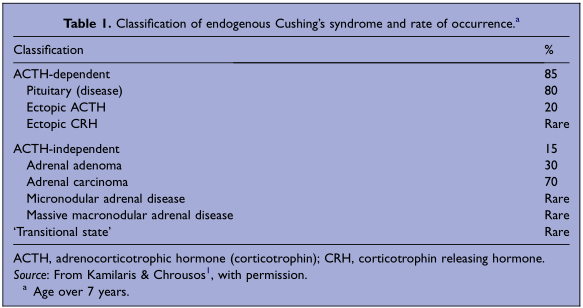 Table 1. Classification of endogenous Cushing's syndrome and rate of occurrence.a
Classification %
ACTH-dependent 85
Pituitary (disease) 80
Ectopic ACTH 20
Ectopic CRH Rare
ACTH-independent 15
Adrenal adenoma 30
Adrenal carcinoma 70
Micronodular adrenal disease Rare
Massive macronodular adrenal disease Rare
‘Transitional state’ Rare
ACTH, adrenocorticotrophic hormone (corticotrophin); CRH, corticotrophin releasing hormone.
Source: From Kamilaris & Chrousos1, with permission.
a Age over 7 years.